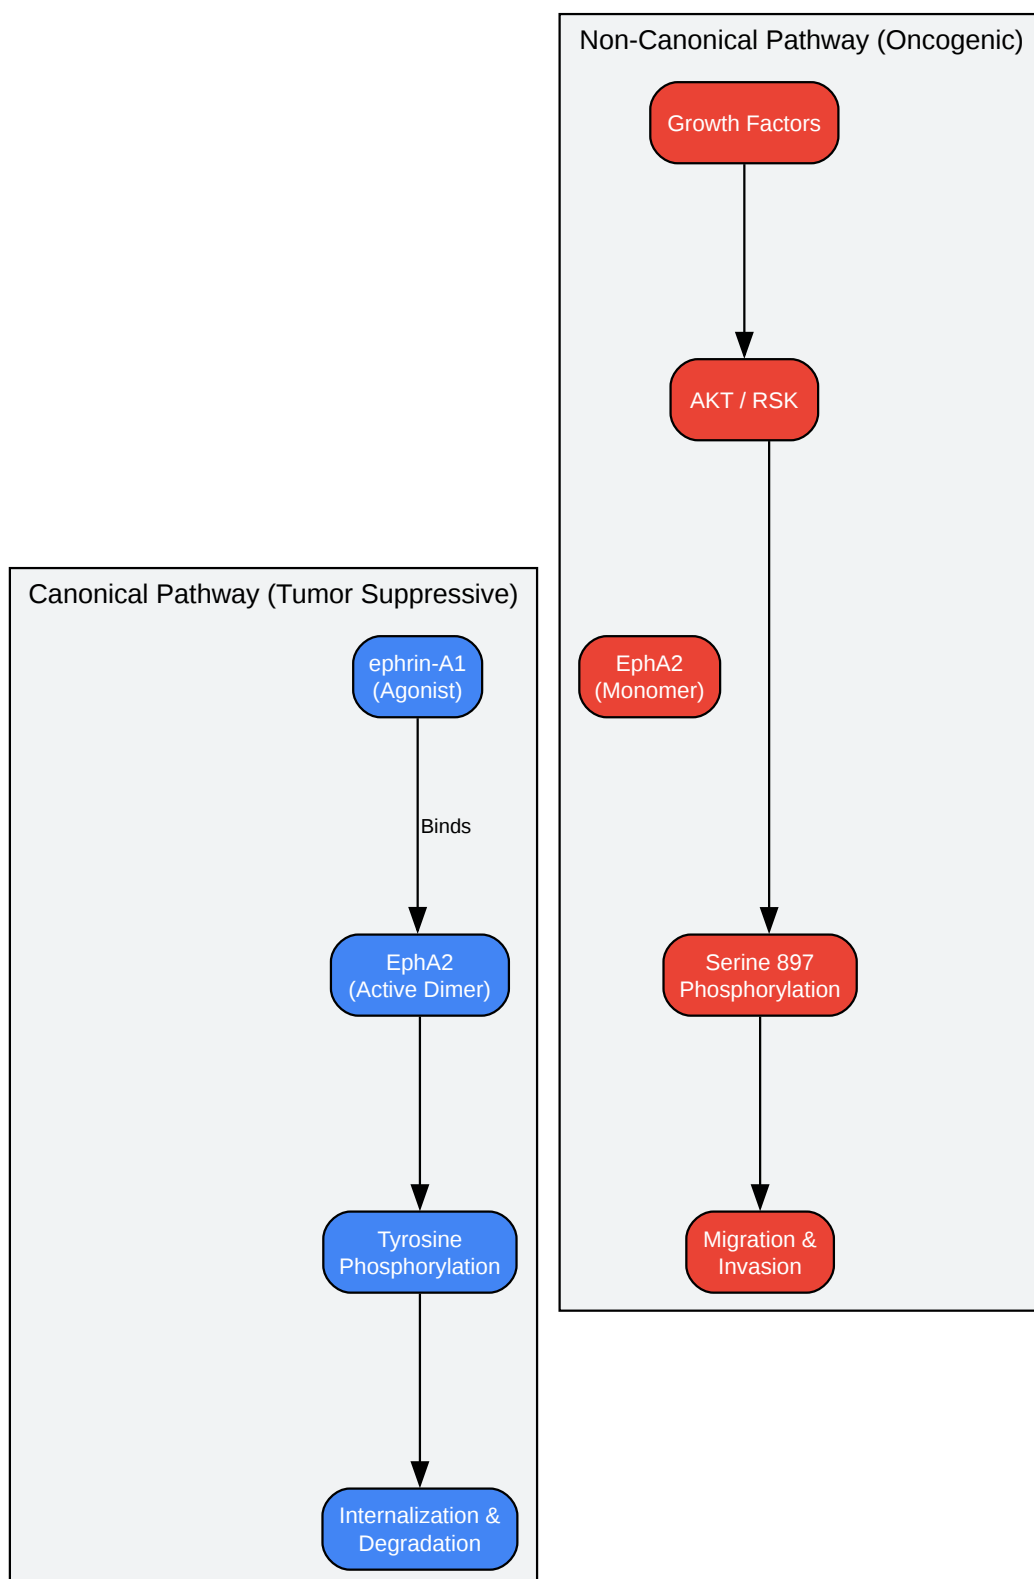 Non-Canonical Pathway (Oncogenic)
Growth Factors
AKT / RSK
EphA2
(Monomer)
Serine 897
Phosphorylation
Migration &
Invasion
Canonical Pathway (Tumor Suppressive)
ephrin-A1
(Agonist)
Binds
EphA2
(Active Dimer)
Tyrosine
Phosphorylation
Internalization &
Degradation